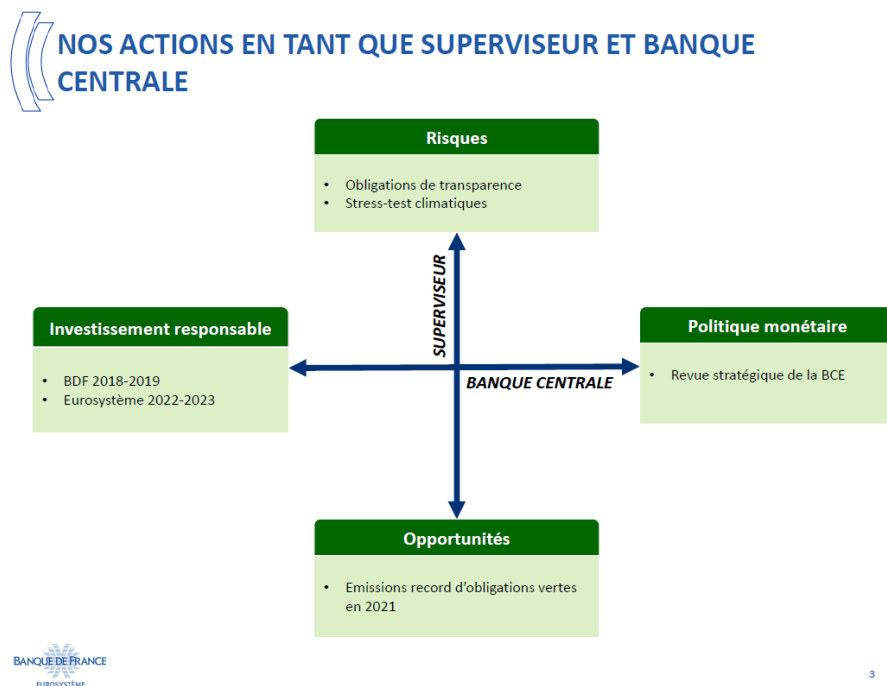 NOS ACTIONS EN TANT QUE SUPERVISEUR ET BANQUE
CENTRALE
Risques
• Obligations de transparence
• Stress-test climatiques
SUPERVISEUR
Investissement responsable
• BDF 2018-2019
• Eurosystème 2022-2023
BANQUE CENTRALE
Politique monétaire
• Revue stratégique de la BCE
Opportunités
• Emissions record d'obligations vertes
en 2021
BANQUE DE FRANCE
EUROSYSTÈME
3